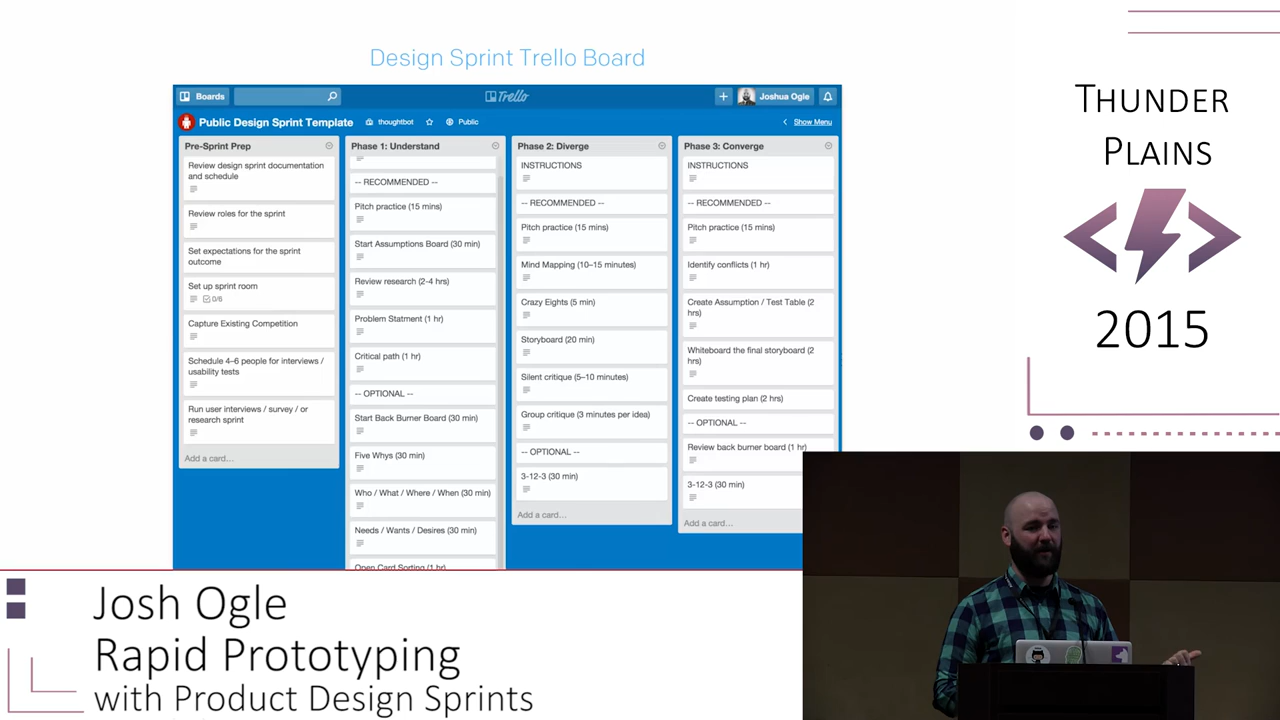 Design Sprint Trello Board
Boards
Trello
Joshua Ogle
Public Design Sprint Template
thoughtbot
Public
Show Menu
Pre-Sprint Prep
Review design sprint documentation
and schedule
Review roles for the sprint
Set expectations for the sprint
outcome
Set up sprint room
0/6
Capture Existing Competition
Schedule 4–6 people for interviews /
usability tests
Run user interviews / survey / or
research sprint
Add a card...
Phase 1: Understand
-- RECOMMENDED --
Pitch practice (15 mins)
Start Assumptions Board (30 min)
Review research (2-4 hrs)
Problem Statment (1 hr)
Critical path (1 hr)
-- OPTIONAL --
Start Back Burner Board (30 min)
Five Whys (30 min)
Who / What / Where / When (30 min)
Needs / Wants / Desires (30 min)
Open Card Sorting (1 hr)
Phase 2: Diverge
INSTRUCTIONS
-- RECOMMENDED --
Pitch practice (15 mins)
Mind Mapping (10–15 minutes)
Crazy Eights (5 min)
Storyboard (20 min)
Silent critique (5–10 minutes)
Group critique (3 minutes per idea)
-- OPTIONAL --
3-12-3 (30 min)
Add a card...
Phase 3: Converge
INSTRUCTIONS
-- RECOMMENDED --
Pitch practice (15 mins)
Identify conflicts (1 hr)
Create Assumption / Test Table (2
hrs)
Whiteboard the final storyboard (2
hrs)
Create testing plan (2 hrs)
-- OPTIONAL --
Review back burner board (1 hr)
3-12-3 (30 min)
Add a card...
THUNDER
PLAINS
2015
Josh Ogle
Rapid Prototyping
with Product Design Sprints